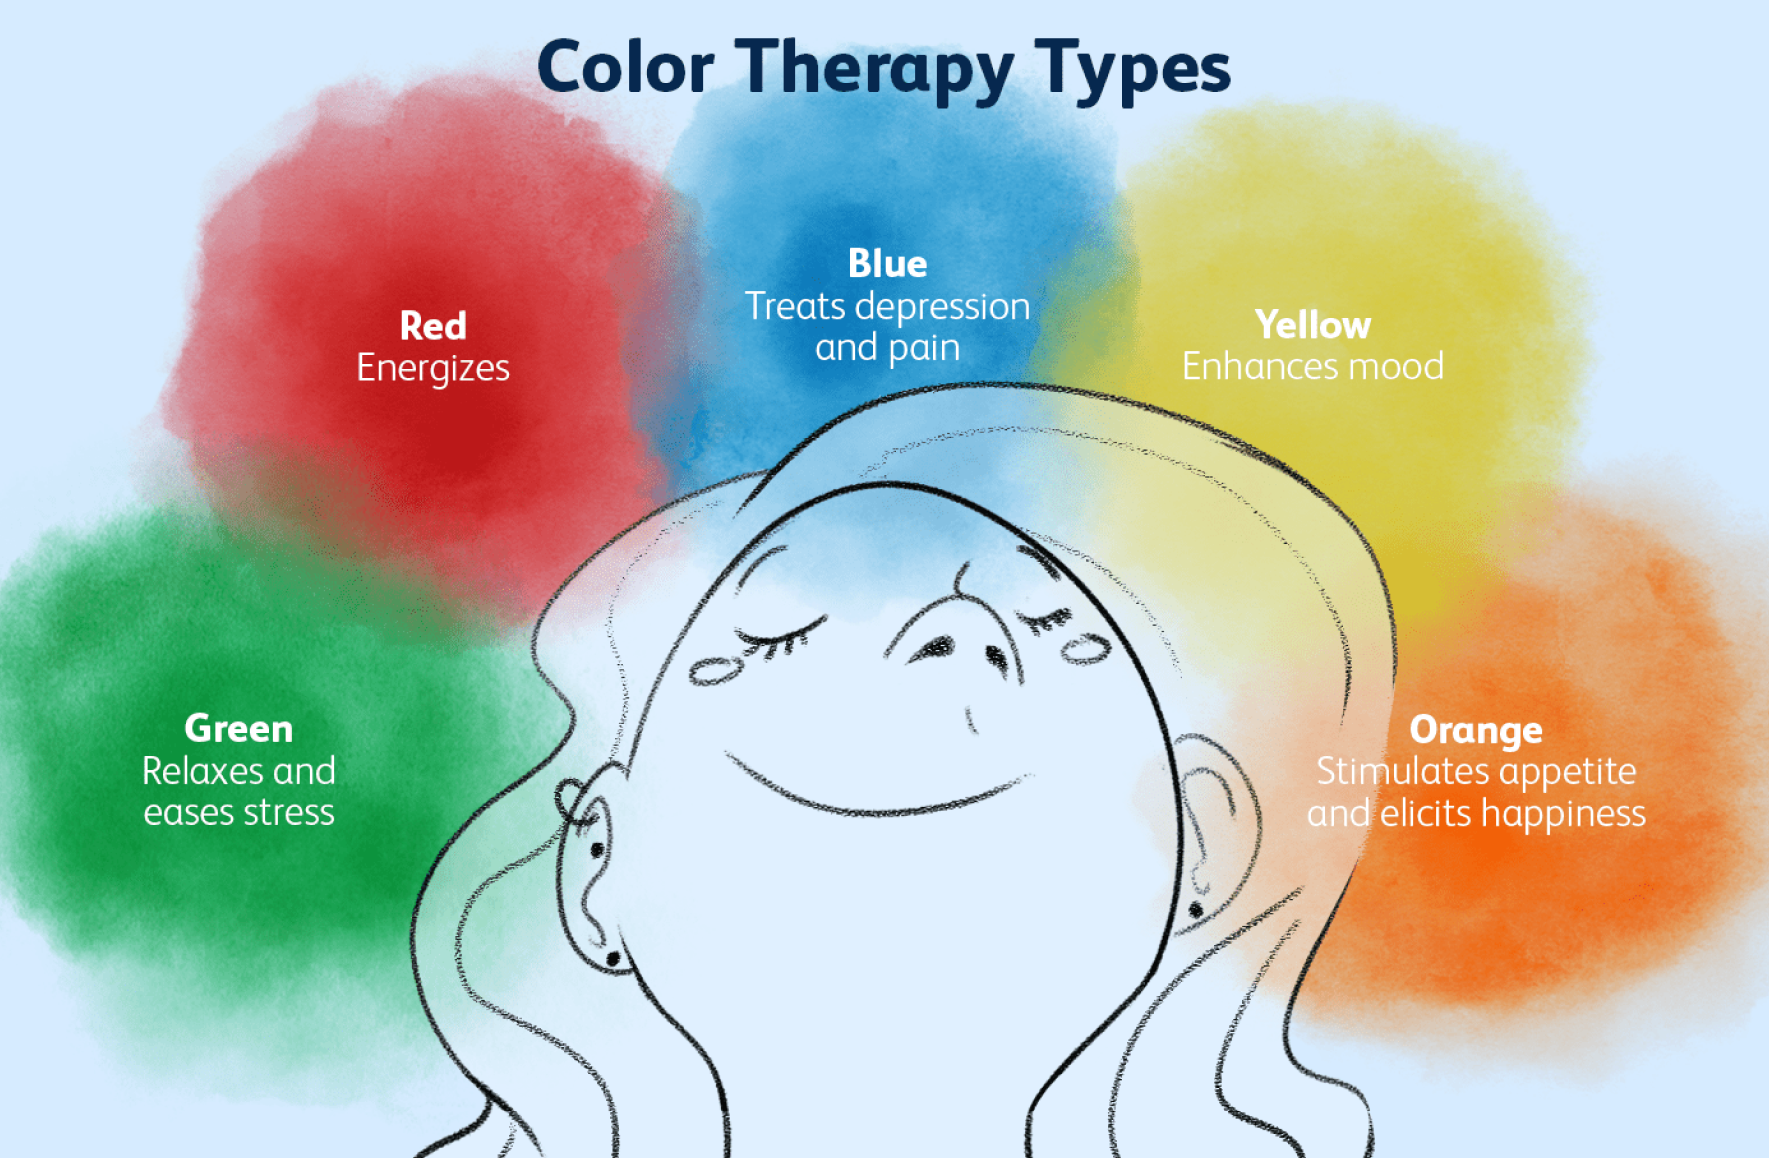 Color Therapy Types
Red
Energizes
Blue
Treats depression
and pain
Yellow
Enhances mood
Green
Relaxes and
eases stress
Orange
Stimulates appetite
and elicits happiness